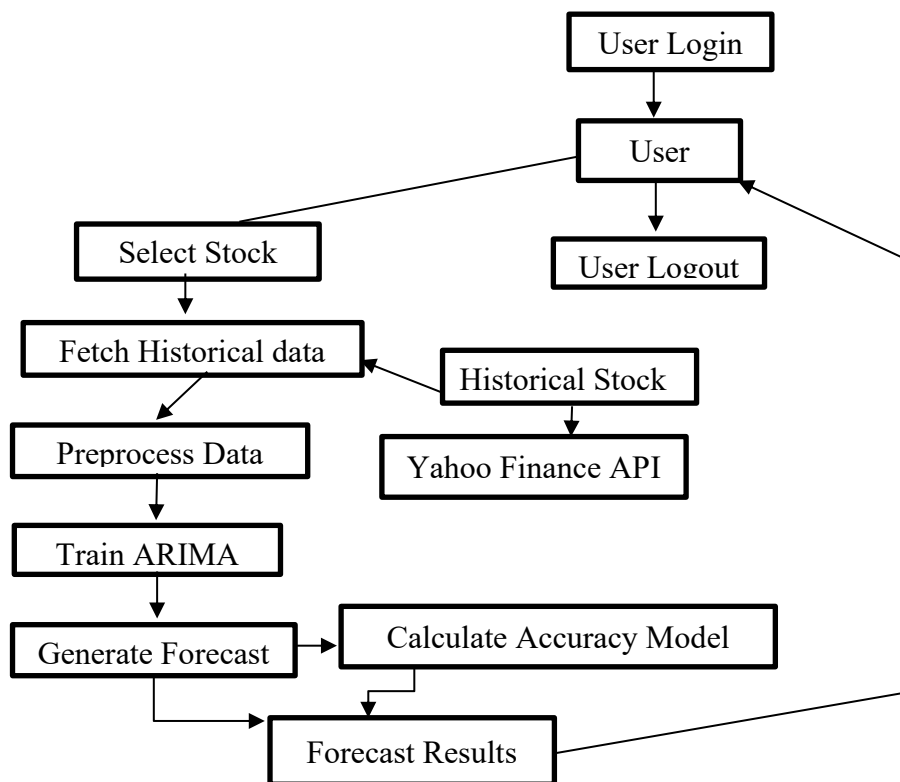 User Login
User
Select Stock
User Logout
Fetch Historical data
Historical Stock
Preprocess Data
Yahoo Finance API
Train ARIMA
Generate Forecast
Calculate Accuracy Model
Forecast Results